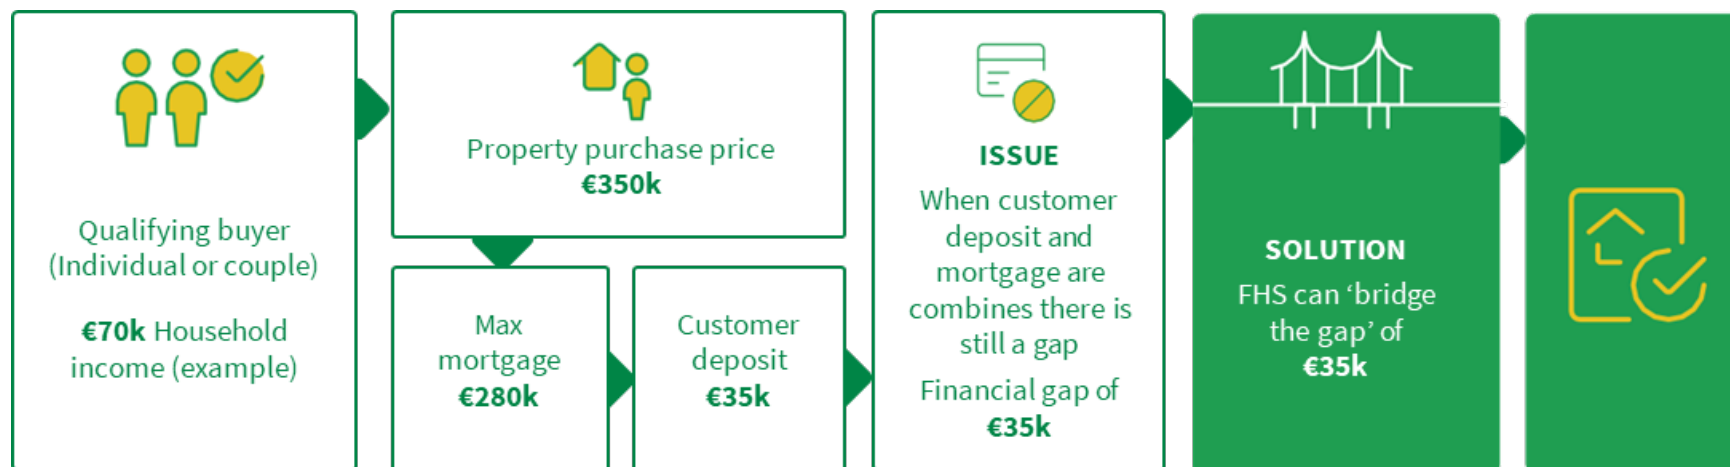 Qualifying buyer
(Individual or couple)
€70k Household
income (example)
Property purchase price
€350k
Max
mortgage
€280k
Customer
deposit
€35k
ISSUE
When customer
deposit and
mortgage are
combines there is
still a gap
Financial gap of
€35k
SOLUTION
FHS can ‘bridge
the gap’ of
€35k